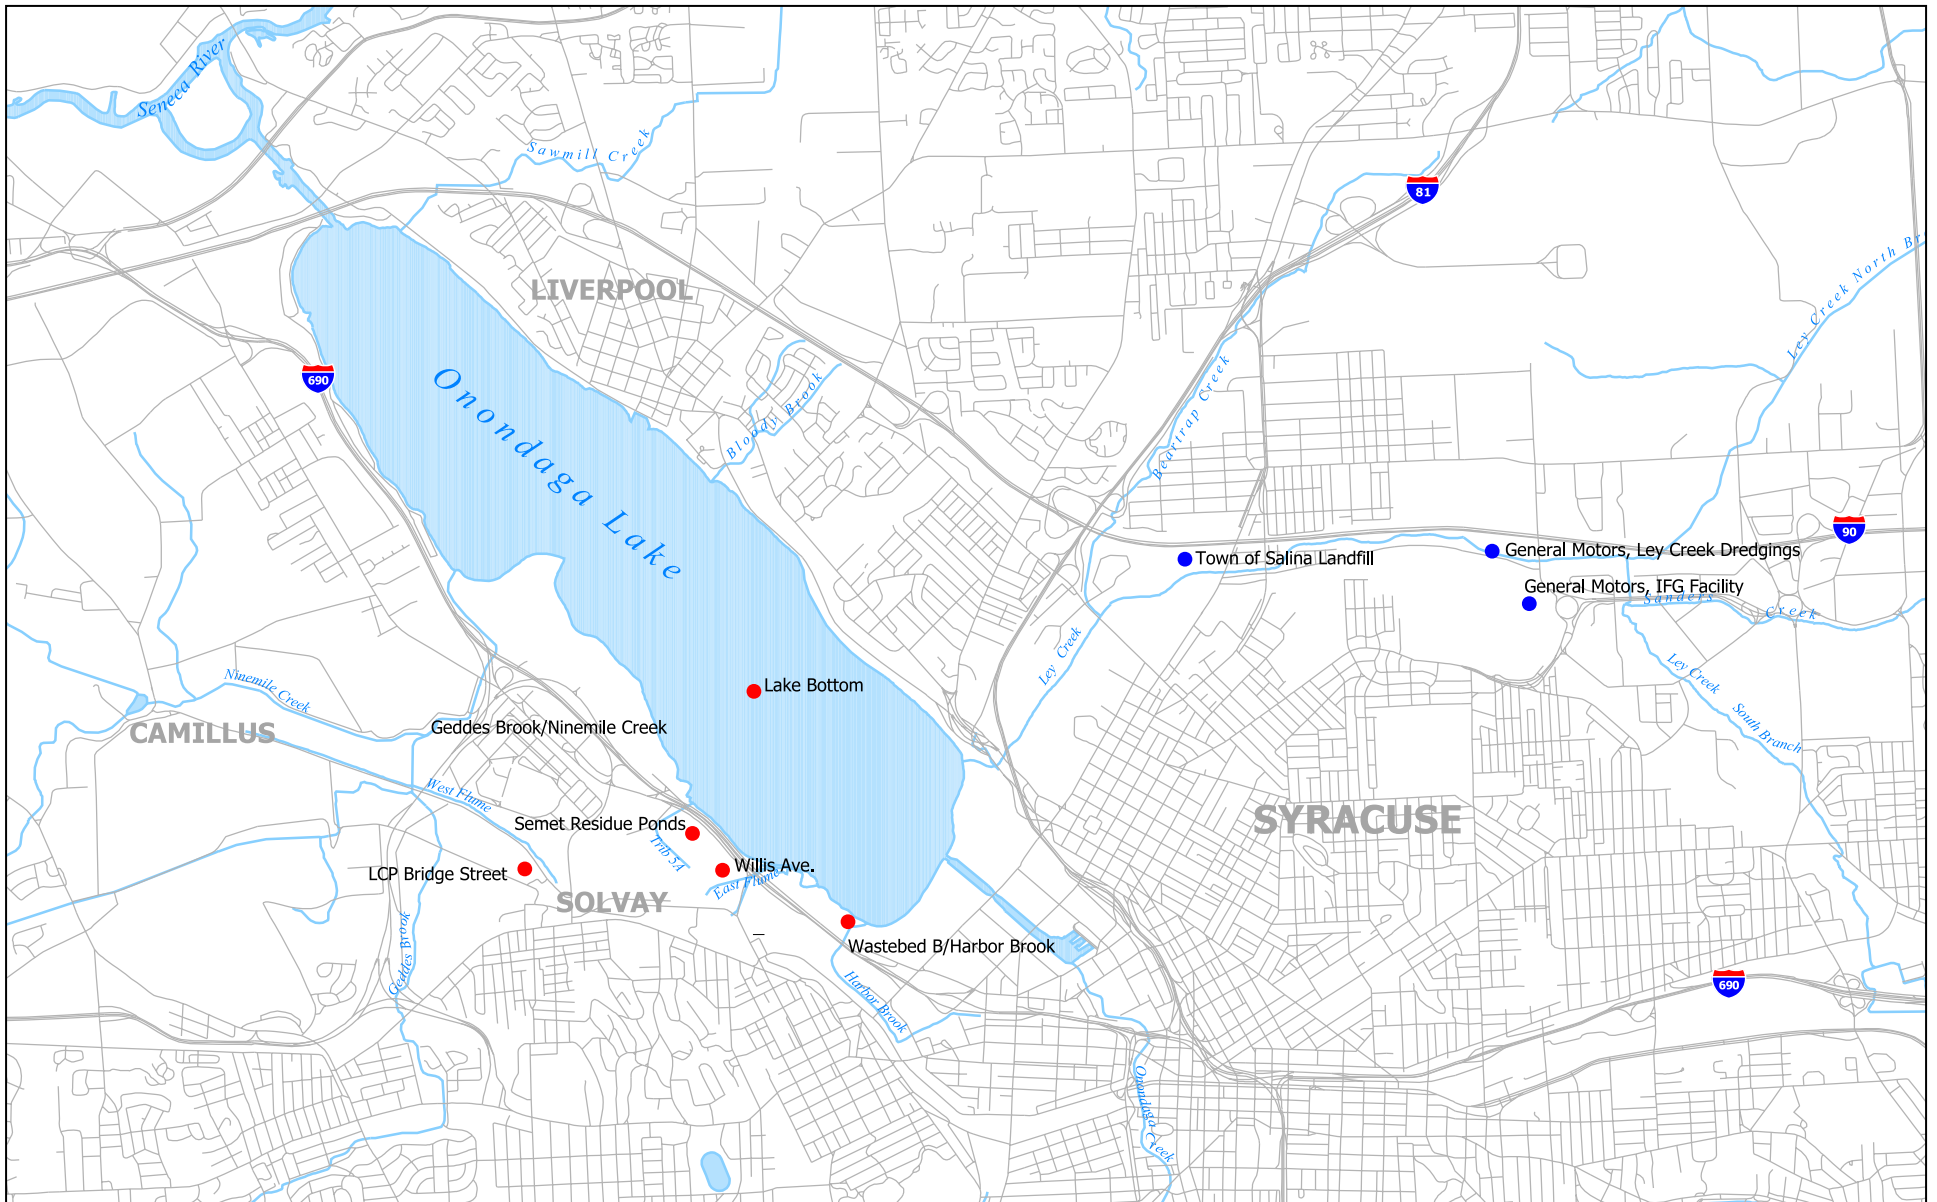 Seneca River
Sawmill Creek
81
Ley Creek North Br
LIVERPOOL
690
Onondaga Lake
Bloody Brook
Beartrap Creek
90
General Motors, Ley Creek Dredgings
Town of Salina Landfill
General Motors, IFG Facility
Sanders Creek
Ley Creek
Ley Creek South Branch
Ninemile Creek
Lake Bottom
CAMILLUS
Geddes Brook/Ninemile Creek
West Flume
Semet Residue Ponds
SYRACUSE
Trib 5A
Willis Ave.
LCP Bridge Street
East Flume
SOLVAY
Geddes Brook
Wastebed B/Harbor Brook
Harbor Brook
690
Onondaga Creek